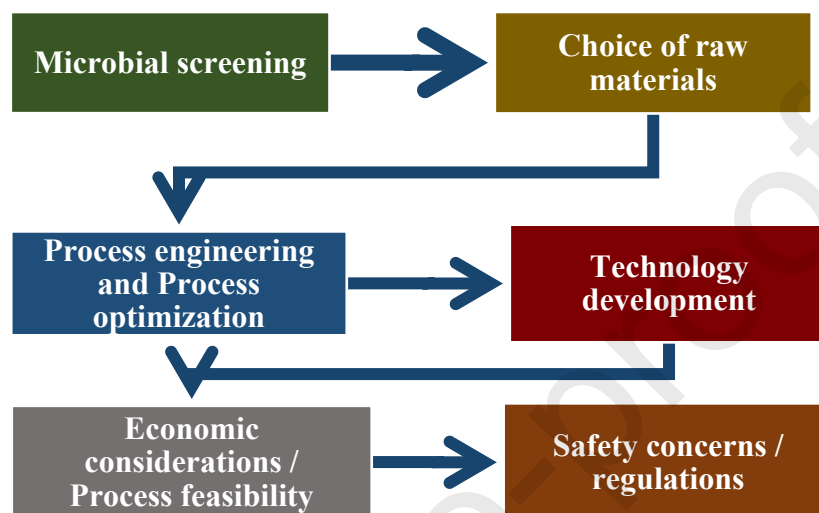 Microbial screening
Choice of raw
materials
Process engineering
and Process
optimization
Technology
development
Economic
considerations /
Process feasibility
Safety concerns /
regulations
-proof